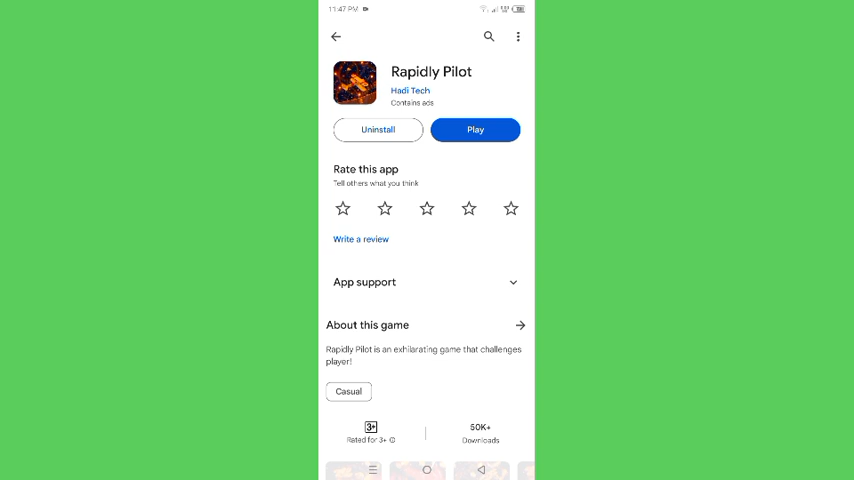 11:47 PM
Rapidly Pilot
Hadi Tech
Contains ads
Uninstall
Play
Rate this app
Tell others what you think
Write a review
App support
About this game
Rapidly Pilot is an exhilarating game that challenges
player!
Casual
3+
50K+
Rated for 3+
Downloads